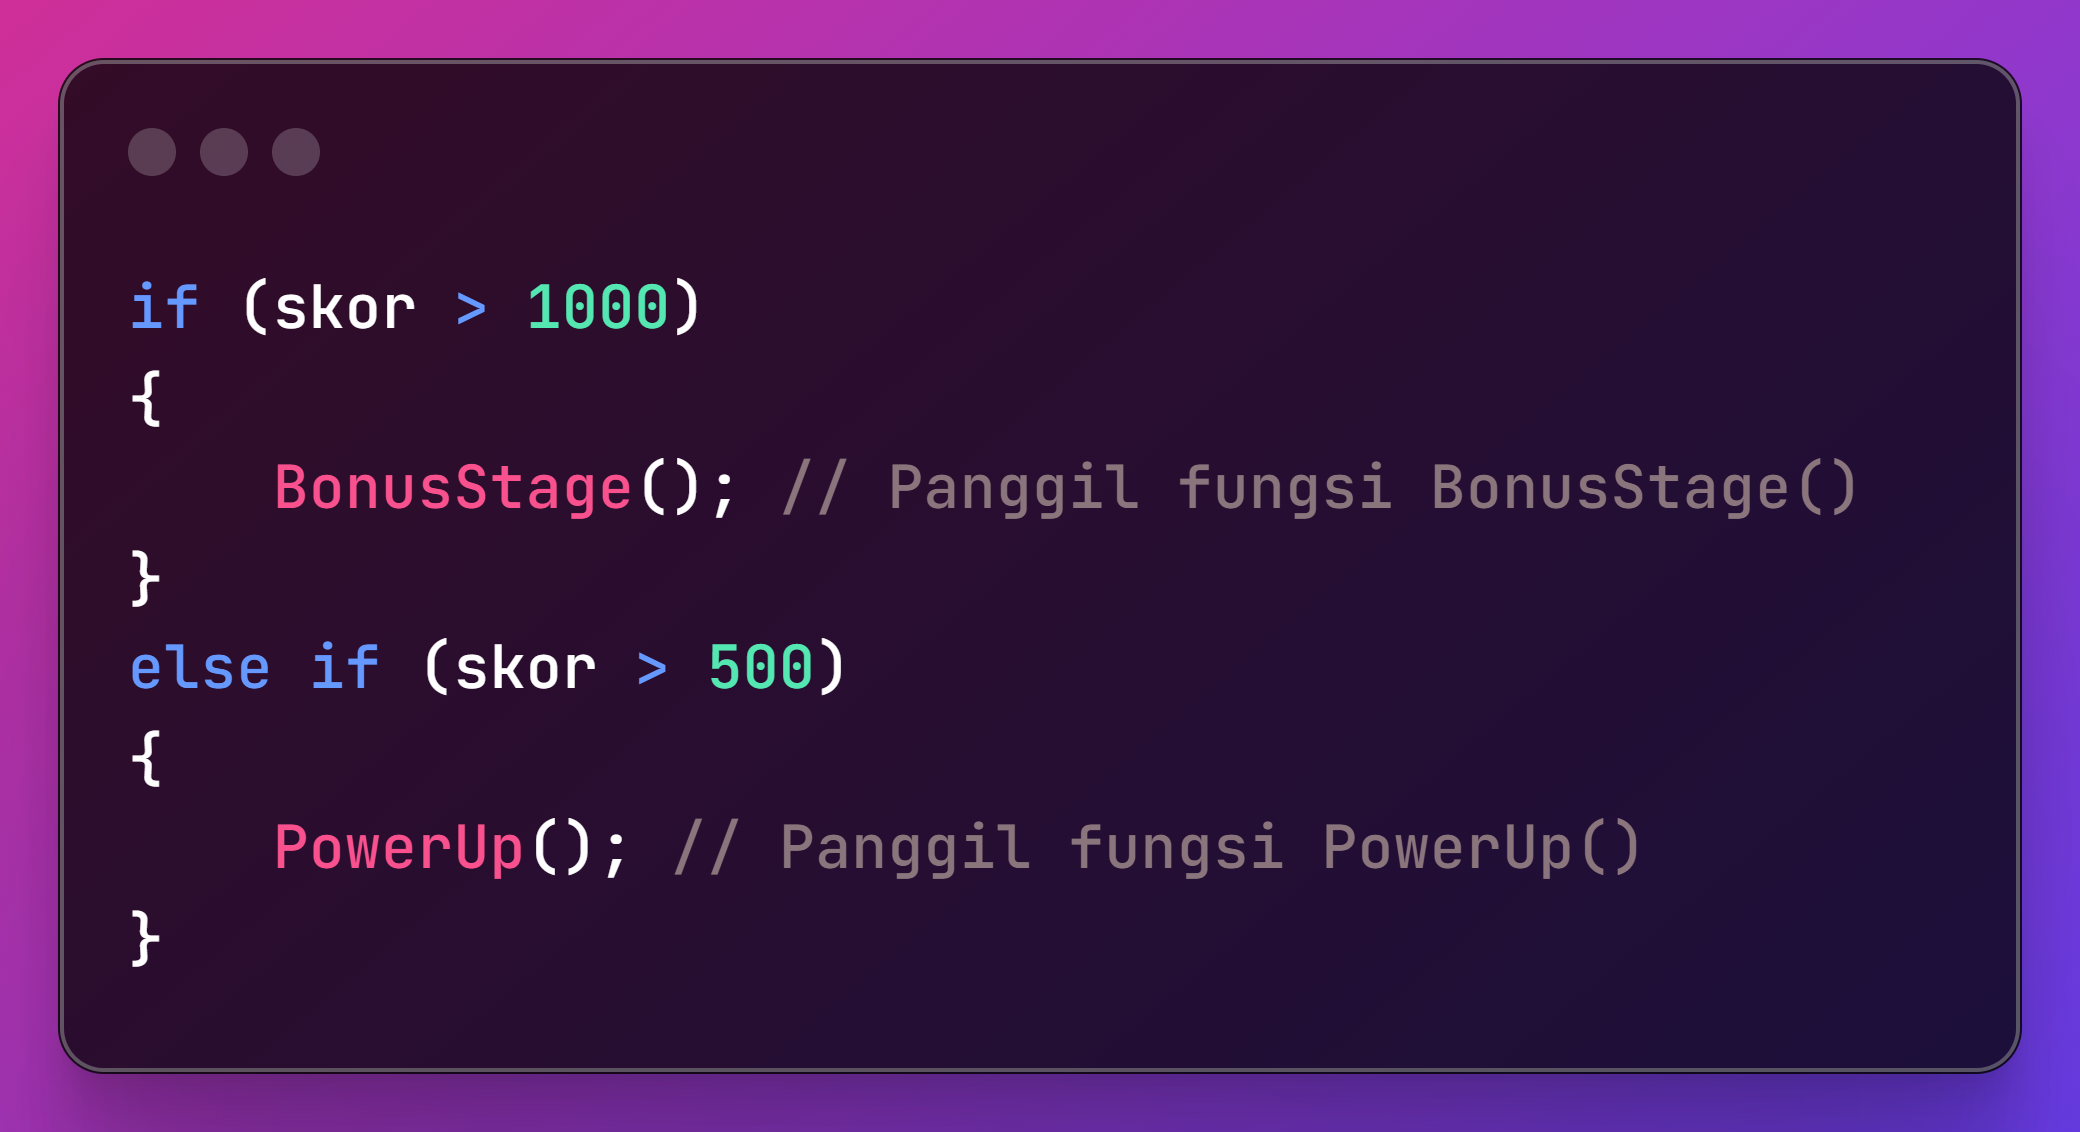 if (skor > 1000)
{
    BonusStage(); // Panggil fungsi BonusStage()
}
else if (skor > 500)
{
    PowerUp(); // Panggil fungsi PowerUp()
}